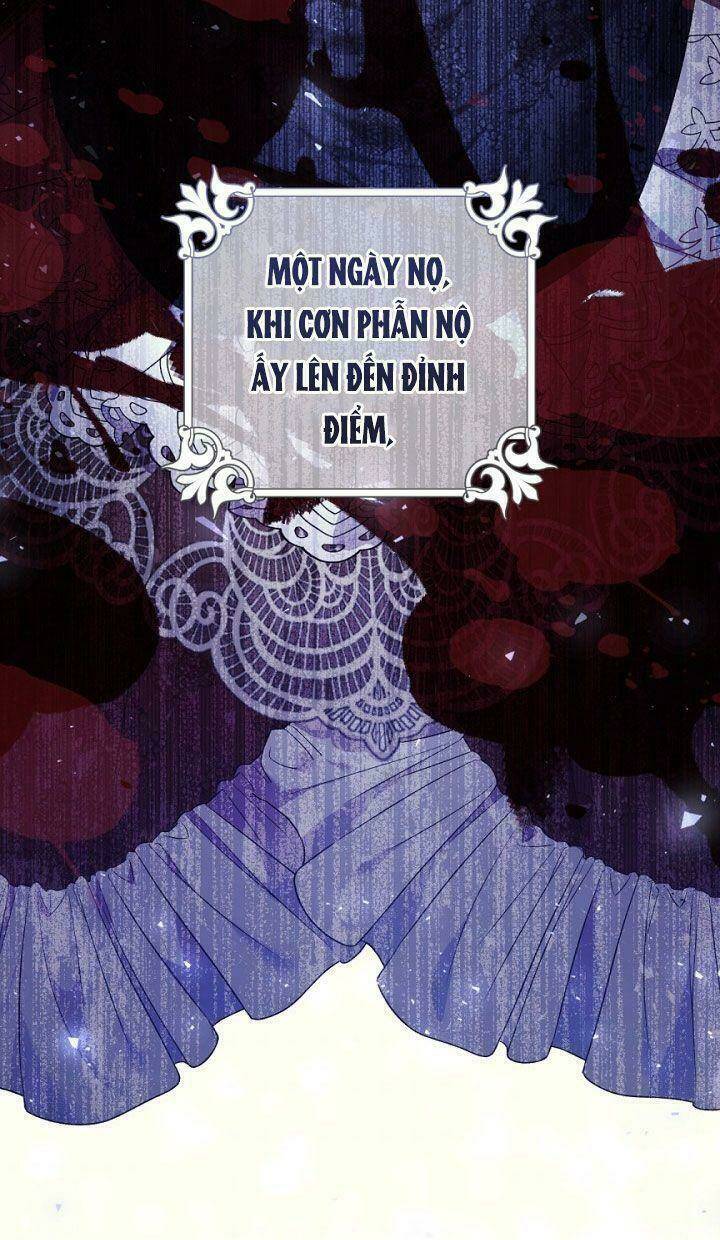 MỘT NGÀY NỌ,
KHI CƠN PHẪN NỘ
ẤY LÊN ĐẾN ĐỈNH
ĐIỂM,